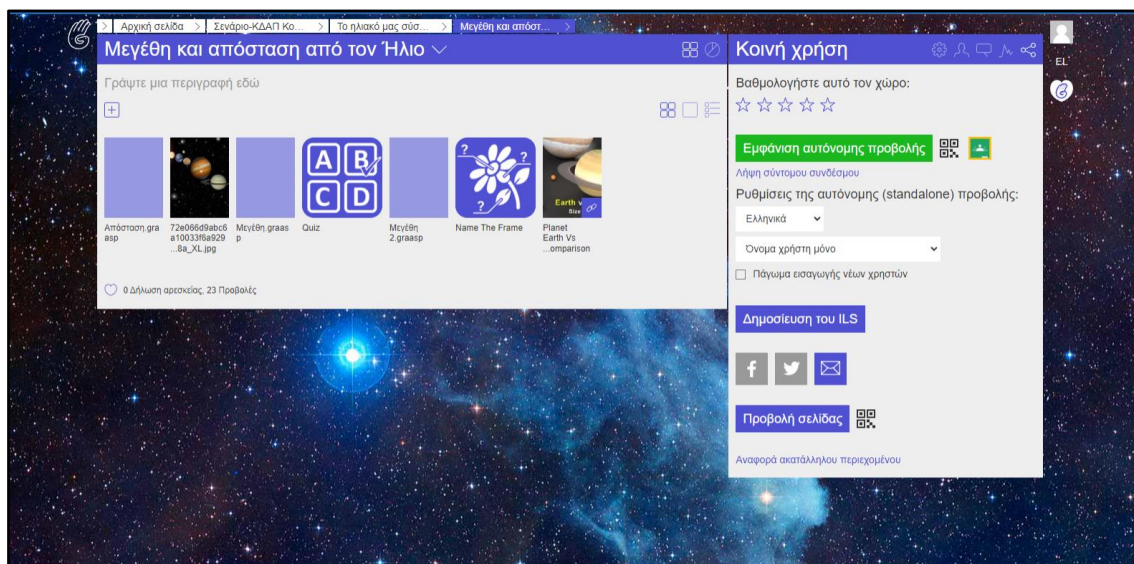 > Αρχική σελίδα > Σενάριο-ΚΔΑΠ Κο... > Το ηλιακό μας σύσ... > Μεγέθη και απόστ... >
Μεγέθη και απόσταση από τον Ήλιο
Γράψτε μια περιγραφή εδώ
A B
C D
? ? ?
Earth v
Size
Απόσταση.gra
asp
72e066d9abc6
a10033f6a929
...8a_XL.jpg
Μεγέθη.graas
p
Quiz
Μεγέθη
2.graasp
Name The Frame
Planet
Earth Vs
...omparison
0 Δήλωση αρεσκείας, 23 Προβολές
Κοινή χρήση
Βαθμολογήστε αυτό τον χώρο:
Εμφάνιση αυτόνομης προβολής
Λήψη σύντομου συνδέσμου
Ρυθμίσεις της αυτόνομης (standalone) προβολής:
Ελληνικά
Όνομα χρήστη μόνο
Πάγωμα εισαγωγής νέων χρηστών
Δημοσίευση του ILS
Προβολή σελίδας
Αναφορά ακατάλληλου περιεχομένου
EL